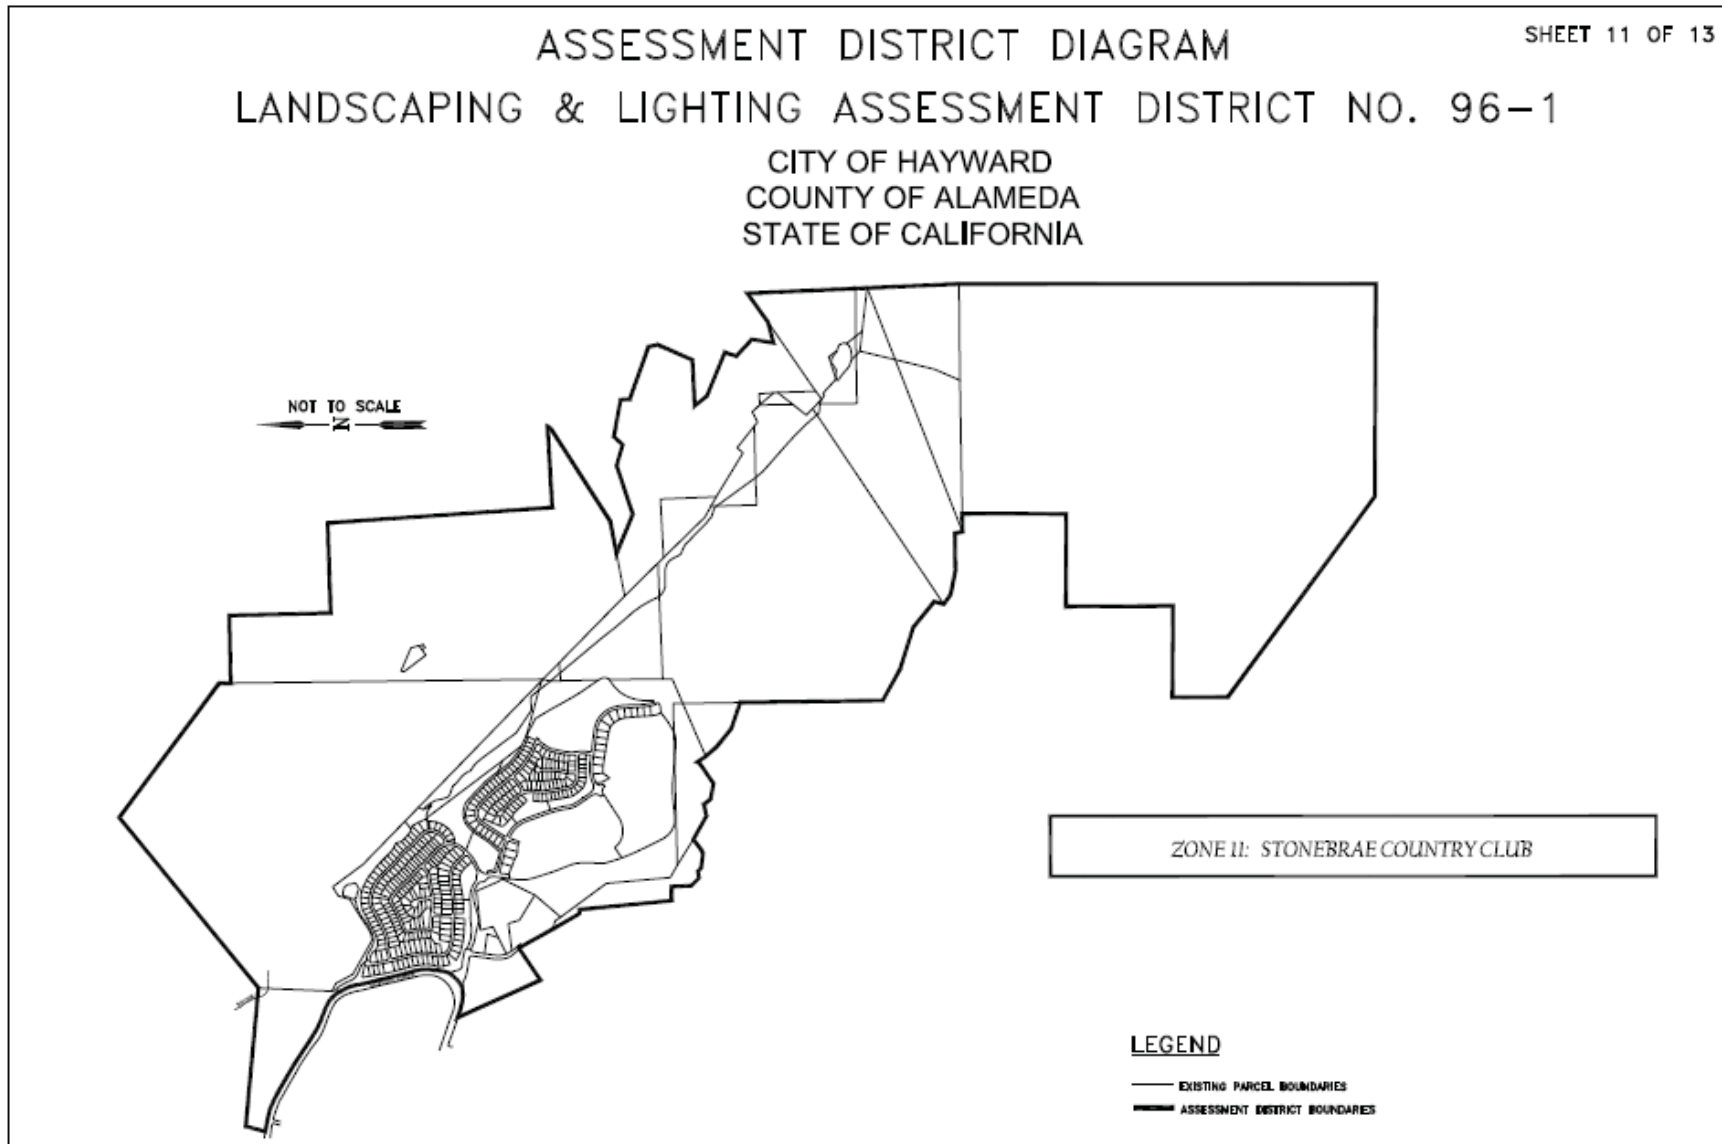 SHEET 11 OF 13
ASSESSMENT DISTRICT DIAGRAM
LANDSCAPING & LIGHTING ASSESSMENT DISTRICT NO. 96-1
CITY OF HAYWARD
COUNTY OF ALAMEDA
STATE OF CALIFORNIA
NOT TO SCALE
N
ZONE 11: STONEBRAE COUNTRY CLUB
LEGEND
EXISTING PARCEL BOUNDARIES
ASSESSMENT DISTRICT BOUNDARIES